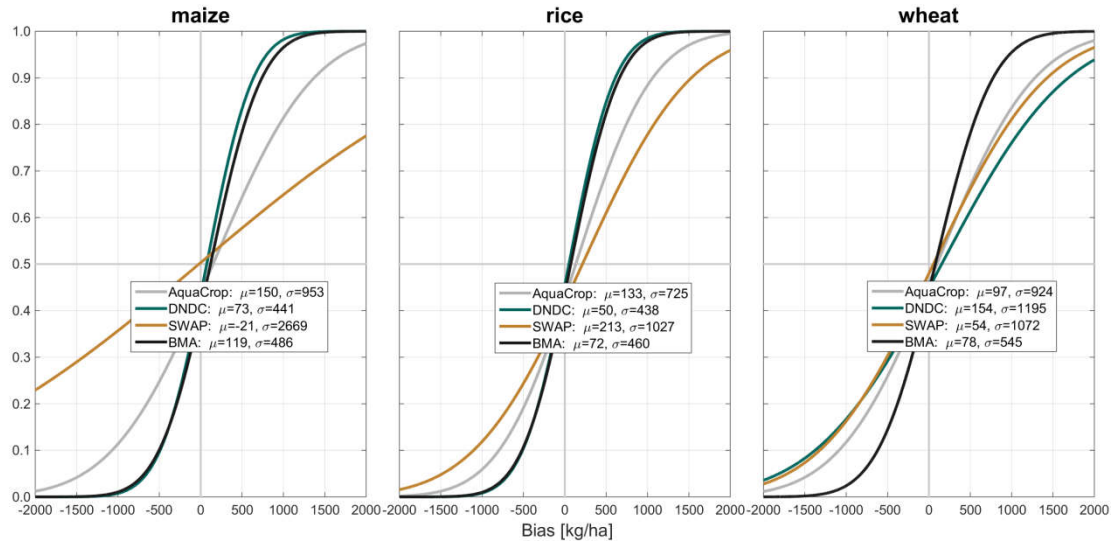 maize
rice
wheat
1.0
0.9
0.8
0.7
0.6
0.5
0.4
0.3
0.2
0.1
0.0
AquaCrop: μ=150, σ=953
DNDC: μ=73, σ=441
SWAP: μ=-21, σ=2669
BMA: μ=119, σ=486
AquaCrop: μ=133, σ=725
DNDC: μ=50, σ=438
SWAP: μ=213, σ=1027
BMA: μ=72, σ=460
AquaCrop: μ=97, σ=924
DNDC: μ=154, σ=1195
SWAP: μ=54, σ=1072
BMA: μ=78, σ=545
-2000 -1500 -1000 -500 0 500 1000 1500 2000
-2000 -1500 -1000 -500 0 500 1000 1500 2000
-2000 -1500 -1000 -500 0 500 1000 1500 2000
Bias [kg/ha]